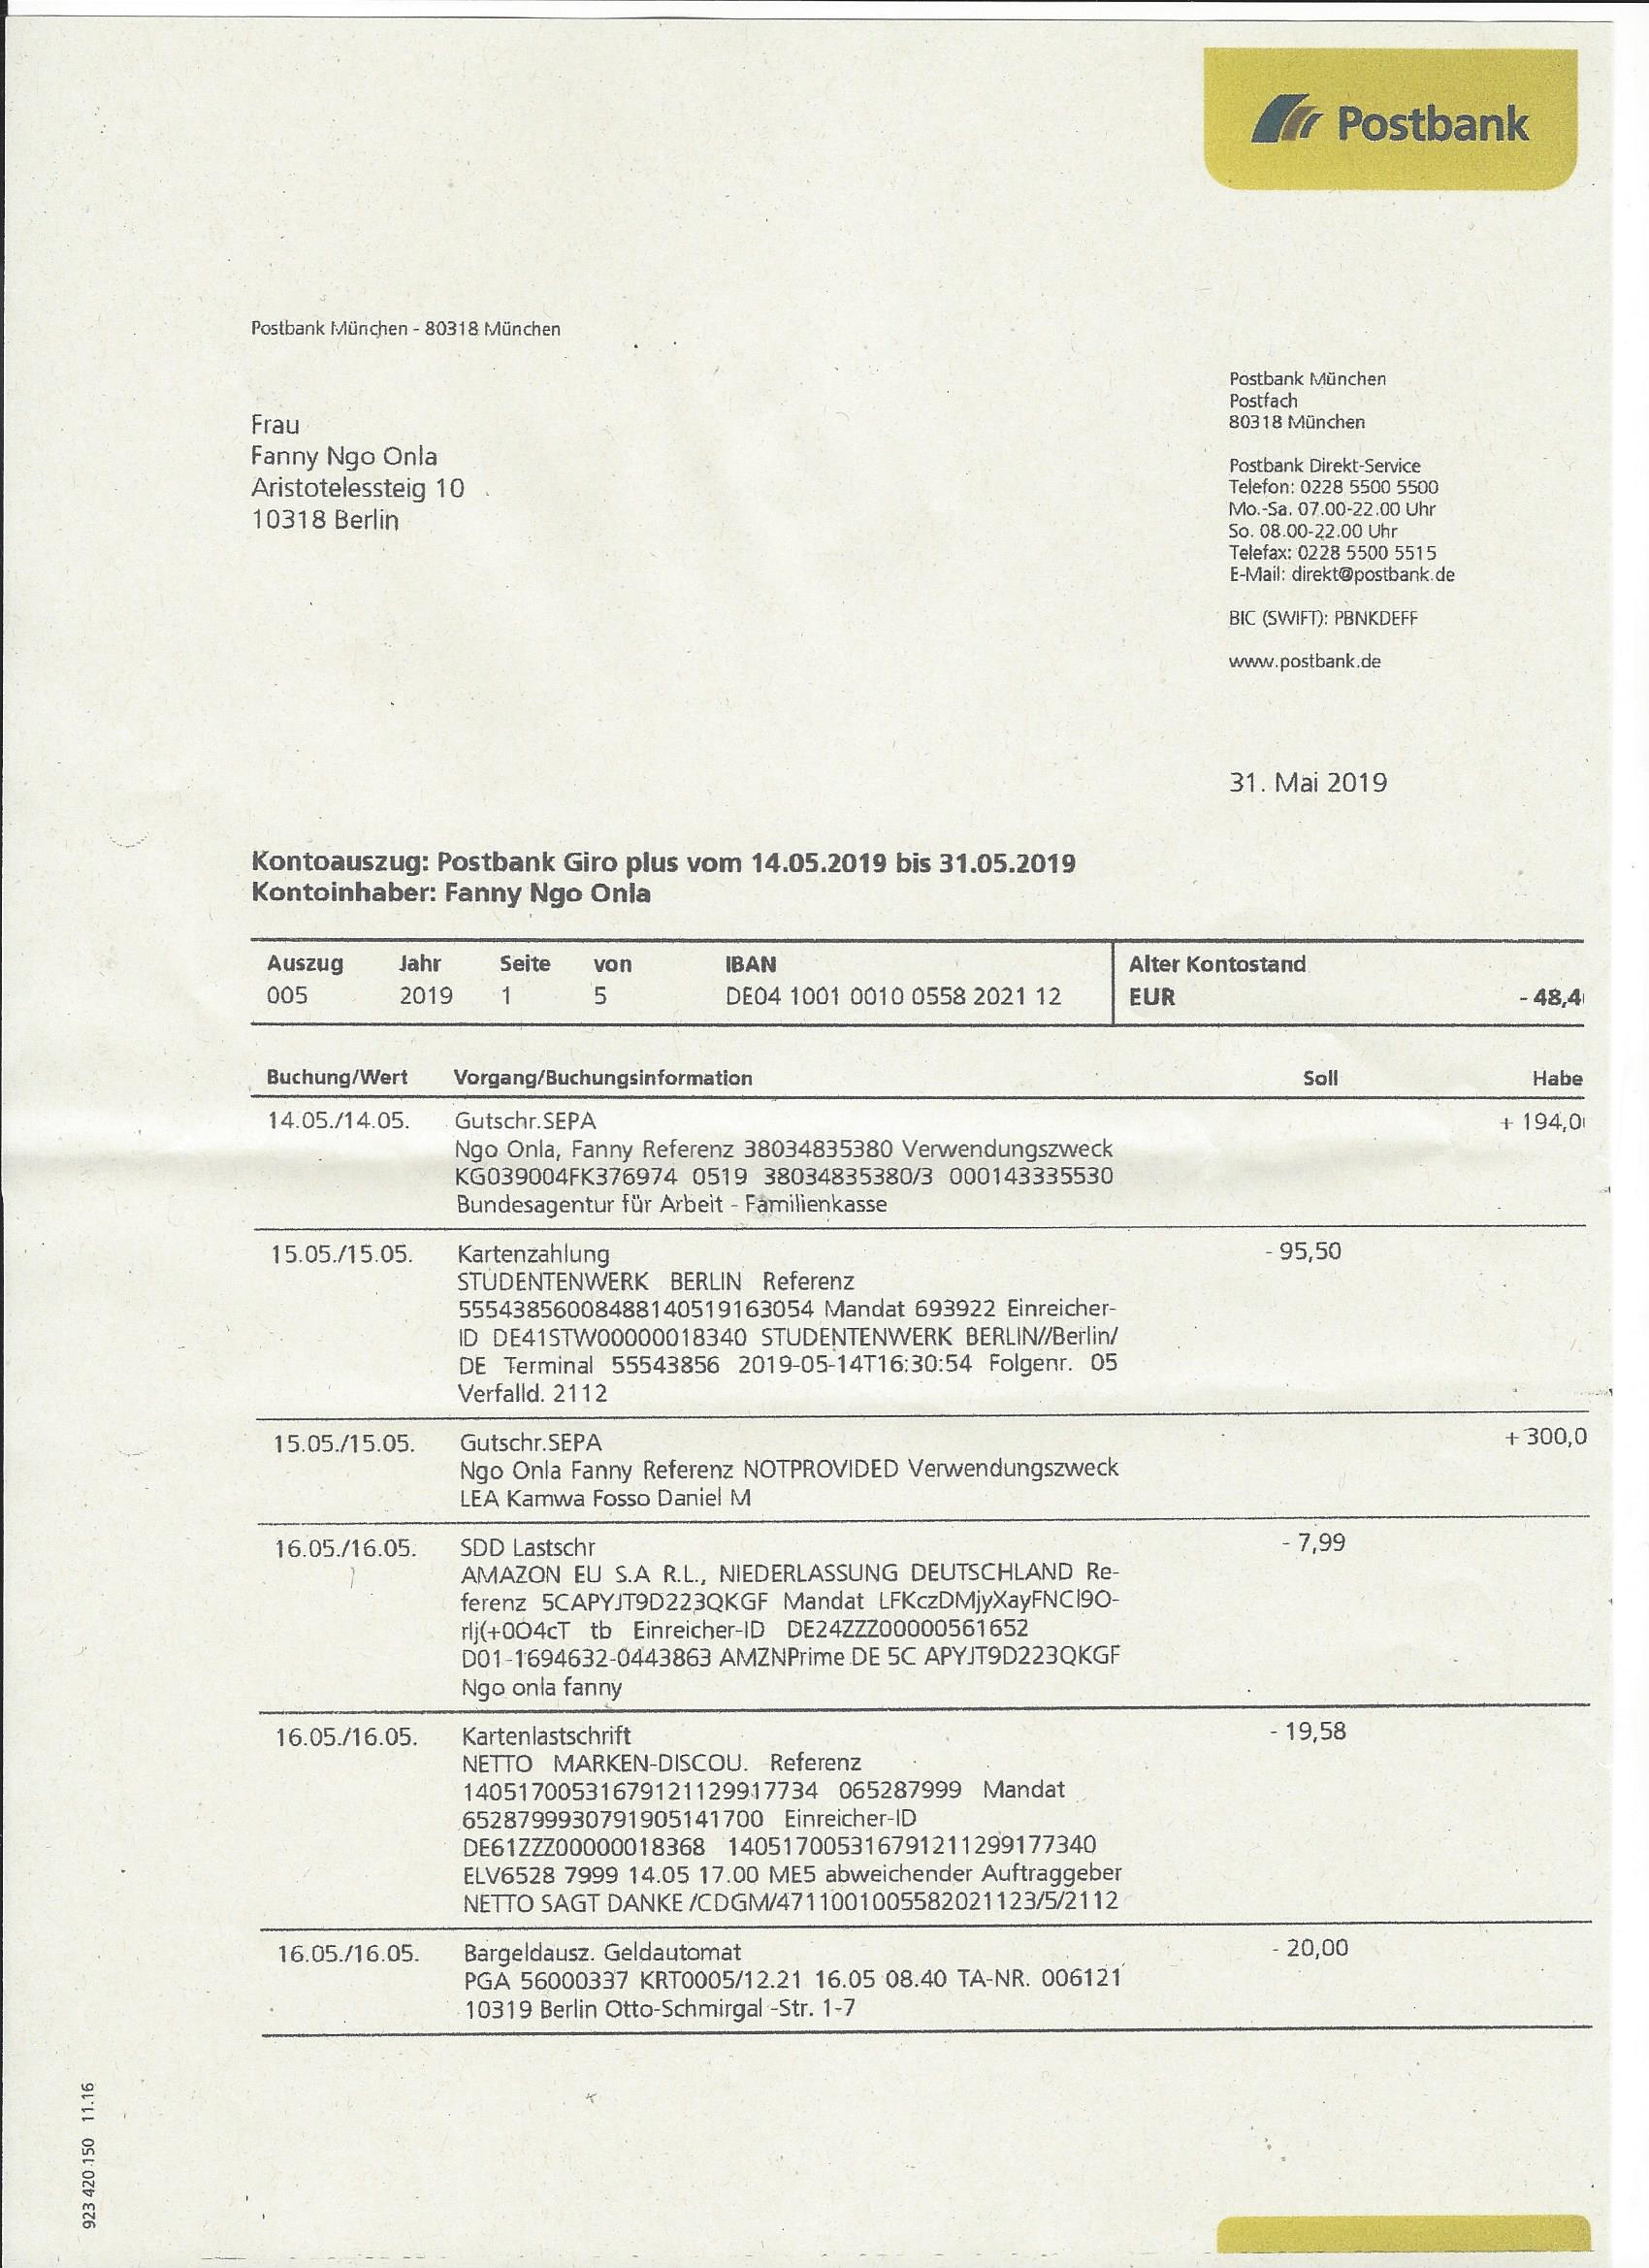 Postbank
Postbank München - 80318 München
Frau
Fanny Ngo Onla
Aristotelessteig 10
10318 Berlin
Postbank München
Postfach
80318 München
Postbank Direkt-Service
Telefon: 0228 5500 5500
Mo.-Sa. 07.00-22.00 Uhr
So. 08.00-22.00 Uhr
Telefax: 0228 5500 5515
E-Mail: direkt@postbank.de
BIC (SWIFT): PBNKDEFF
www.postbank.de
31. Mai 2019
Kontoauszug: Postbank Giro plus vom 14.05.2019 bis 31.05.2019
Kontoinhaber: Fanny Ngo Onla
Auszug Jahr Seite von IBAN Alter Kontostand
005 2019 1 5 DE04 1001 0010 0558 2021 12 EUR - 48,4
Buchung/Wert Vorgang/Buchungsinformation Soll Habe
14.05./14.05. Gutschr.SEPA + 194,0
Ngo Onla, Fanny Referenz 38034835380 Verwendungszweck
KG039004FK376974 0519 38034835380/3 000143335530
Bundesagentur für Arbeit - Familienkasse
15.05./15.05. Kartenzahlung - 95,50
STUDENTENWERK BERLIN Referenz
55543856008488140519163054 Mandat 693922 Einreicher-
ID DE41STW00000018340 STUDENTENWERK BERLIN//Berlin/
DE Terminal 55543856 2019-05-14T16:30:54 Folgenr. 05
Verfalld. 2112
15.05./15.05. Gutschr.SEPA + 300,0
Ngo Onla Fanny Referenz NOTPROVIDED Verwendungszweck
LEA Kamwa Fosso Daniel M
16.05./16.05. SDD Lastschr - 7,99
AMAZON EU S.A R.L., NIEDERLASSUNG DEUTSCHLAND Re-
ferenz 5CAPYJT9D223QKGF Mandat LFKczDMjyXayFNCl9O-
rlj(+0O4cT tb Einreicher-ID DE24ZZZ00000561652
D01-1694632-0443863 AMZNPrime DE 5C APYJT9D223QKGF
Ngo onla fanny
16.05./16.05. Kartenlastschrift - 19,58
NETTO MARKEN-DISCOU. Referenz
14051700531679121129917734 065287999 Mandat
6528799930791905141700 Einreicher-ID
DE61ZZZ00000018368 140517005316791211299177340
ELV6528 7999 14.05 17.00 ME5 abweichender Auftraggeber
NETTO SAGT DANKE /CDGM/4711001005582021123/5/2112
16.05./16.05. Bargeldausz. Geldautomat - 20,00
PGA 56000337 KRT0005/12.21 16.05 08.40 TA-NR. 006121
10319 Berlin Otto-Schmirgal -Str. 1-7
923 420 150 11.16